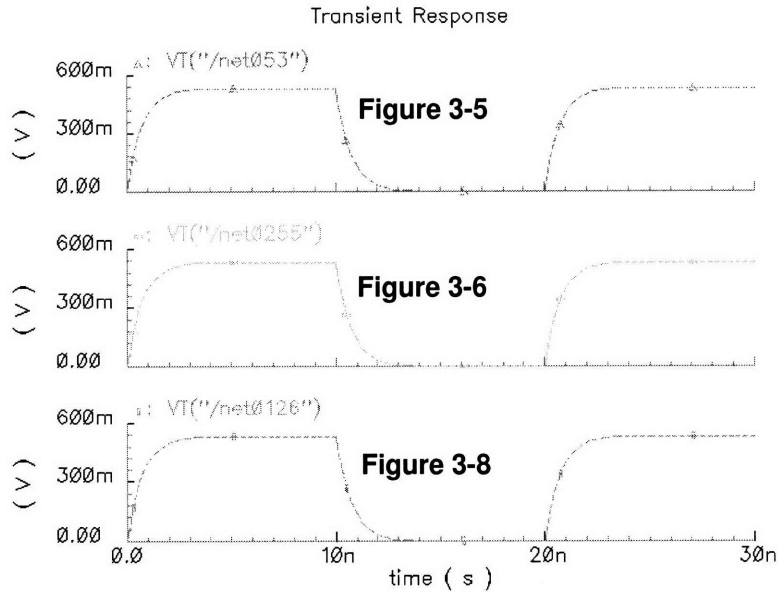 Transient Response
VT("/net053")
600m
300m
0.00
(V)
Figure 3-5
VT("/net0255")
600m
300m
0.00
(V)
Figure 3-6
VT("/net0126")
600m
300m
0.00
(V)
Figure 3-8
0.0 10n 20n 30n
time (s)